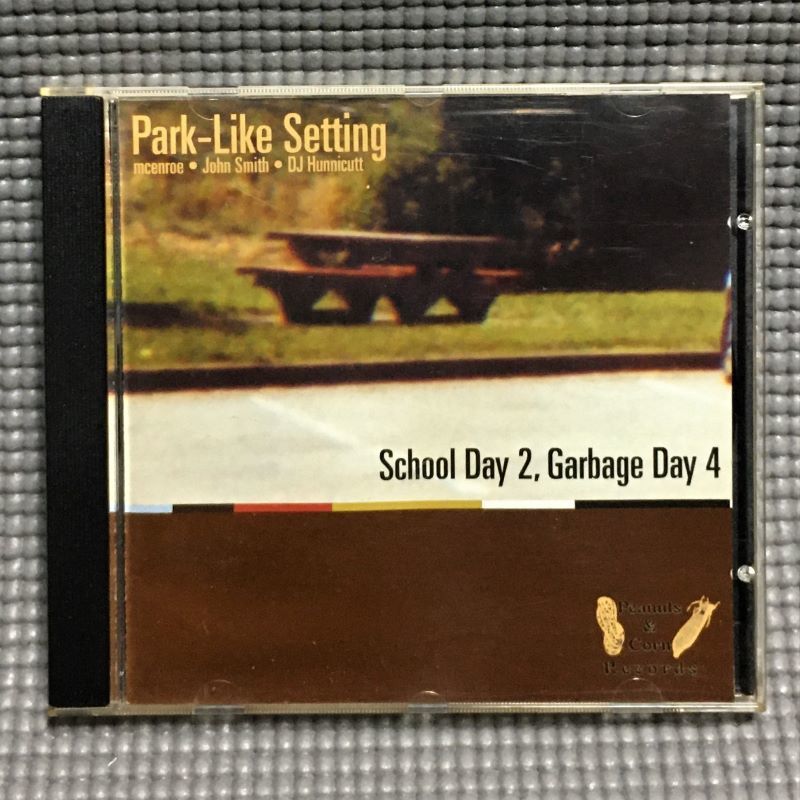 Park-Like Setting
mcenroe • John Smith • DJ Hunnicutt
School Day 2, Garbage Day 4
Peanuts
&
Corn
Records